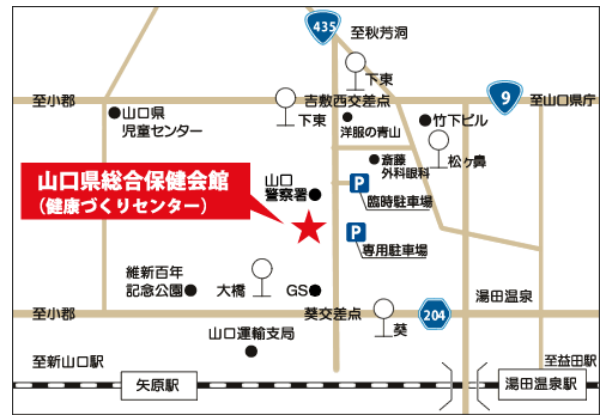 435
至秋芳洞
下東
至小郡
吉敷西交差点
9
至山口県庁
山口県
児童センター
下東
洋服の青山
竹下ビル
斎藤
外科眼科
松ヶ鼻
山口県総合保健会館
（健康づくりセンター）
山口
警察署
P
臨時駐車場
P
専用駐車場
維新百年
記念公園
大橋
GS
湯田温泉
至小郡
葵交差点
葵
204
山口運輸支局
至新山口駅
至益田駅
矢原駅
湯田温泉駅